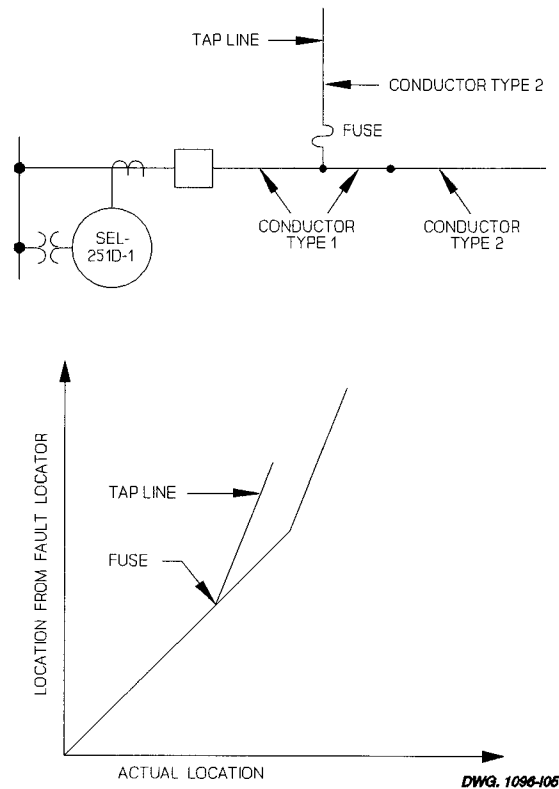 TAP LINE
CONDUCTOR TYPE 2
FUSE
SEL-
251D-1
CONDUCTOR
TYPE 1
CONDUCTOR
TYPE 2
LOCATION FROM FAULT LOCATOR
TAP LINE
FUSE
ACTUAL LOCATION
DWG. 1096-I05